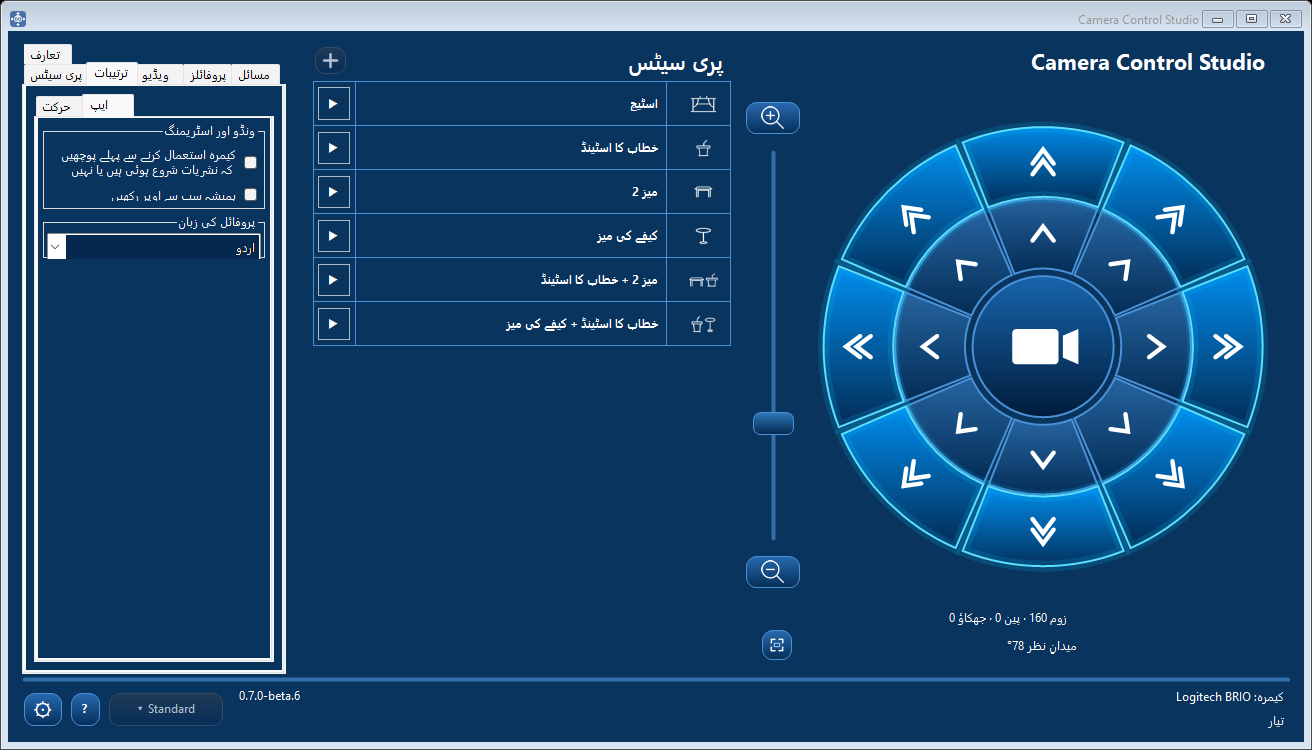 Camera Control Studio
Camera Control Studio
پری سیٹس
اسٹیج
خطاب کا اسٹینڈ
میز 2
کیفے کی میز
میز 2 + خطاب کا اسٹینڈ
خطاب کا اسٹینڈ + کیفے کی میز
تعارف
مسائل
پروفائلز
ویڈیو
ترتیبات
پری سیٹس
ایپ
حرکت
ونڈو اور اسٹریمنگ
کیمرہ استعمال کرنے سے پہلے پوچھیں
کہ نشریات شروع ہوئی ہیں یا نہیں
ہمیشہ سب سے اوپر رکھیں
پروفائل کی زبان
اردو
زوم 160 · پین 0 · جھکاؤ 0
میدان نظر 78°
کیمرہ: Logitech BRIO
تیار
0.7.0-beta.6
Standard
?